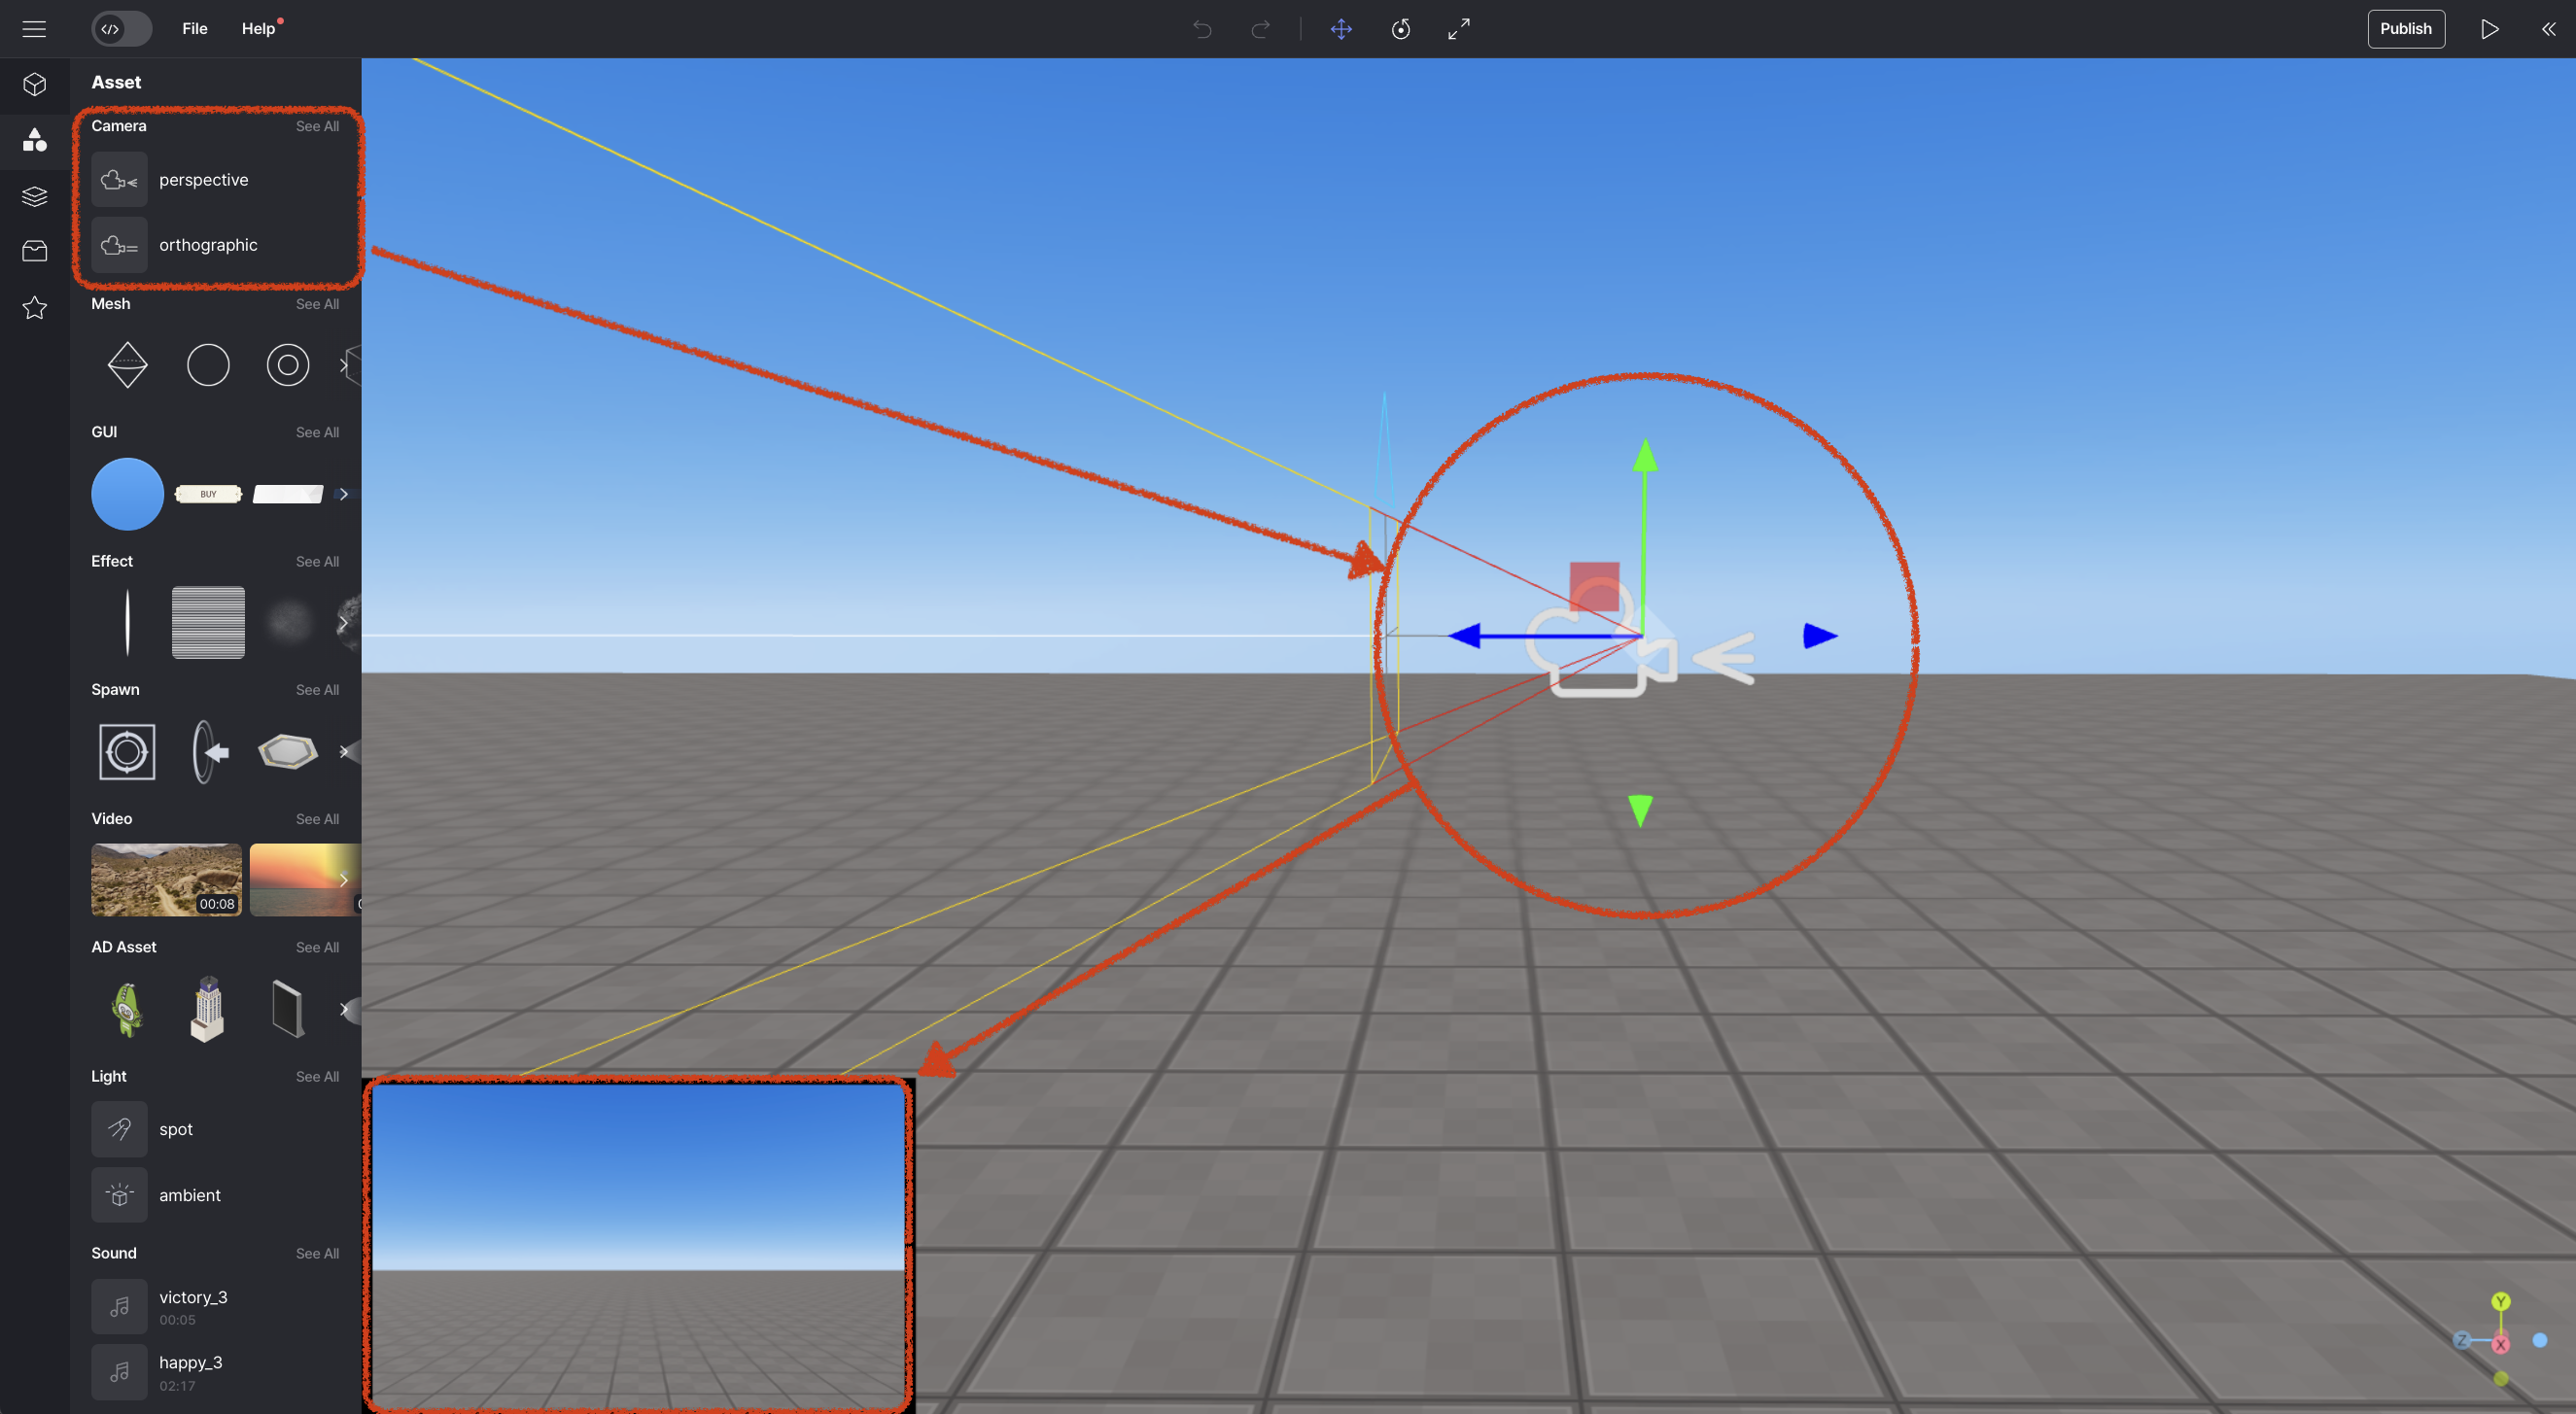 File Help
Publish
Asset
Camera See All
perspective
orthographic
Mesh See All
GUI See All
BUY
Effect See All
Spawn See All
Video See All
00:08
AD Asset See All
Light See All
spot
ambient
Sound See All
victory_3
00:05
happy_3
02:17
Y
Z X